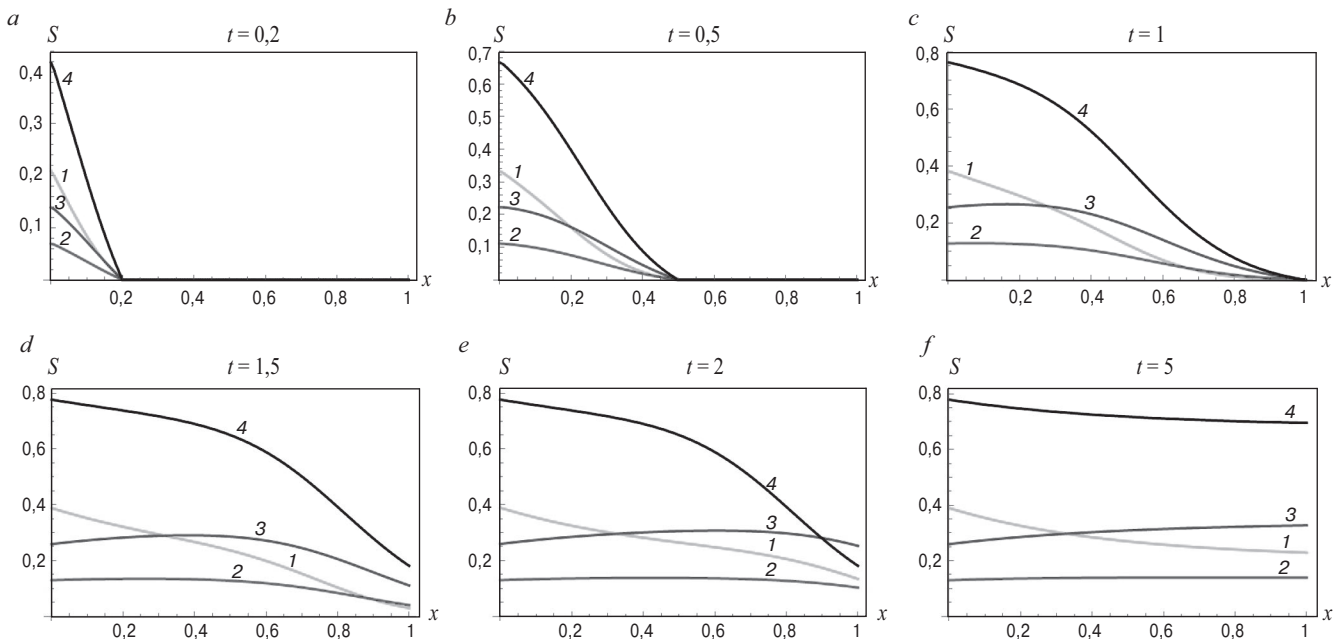 a
S t = 0,2
0,4
0,3
0,2
0,1
4
1
3
2
0,2 0,4 0,6 0,8 1 x
b
S t = 0,5
0,7
0,6
0,5
0,4
0,3
0,2
0,1
4
1
3
2
0,2 0,4 0,6 0,8 1 x
c
S t = 1
0,8
0,6
0,4
0,2
4
1
3
2
0,2 0,4 0,6 0,8 1 x
d
S t = 1,5
0,8
0,6
0,4
0,2
4
3
1
2
0,2 0,4 0,6 0,8 1 x
e
S t = 2
0,8
0,6
0,4
0,2
4
3
1
2
0,2 0,4 0,6 0,8 1 x
f
S t = 5
0,8
0,6
0,4
0,2
4
3
1
2
0,2 0,4 0,6 0,8 1 x